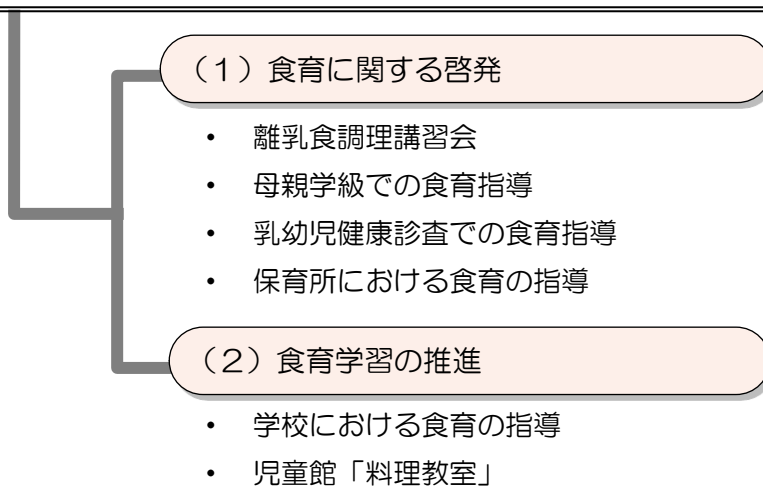 （１）食育に関する啓発
• 離乳食調理講習会
• 母親学級での食育指導
• 乳幼児健康診査での食育指導
• 保育所における食育の指導
（２）食育学習の推進
• 学校における食育の指導
• 児童館「料理教室」